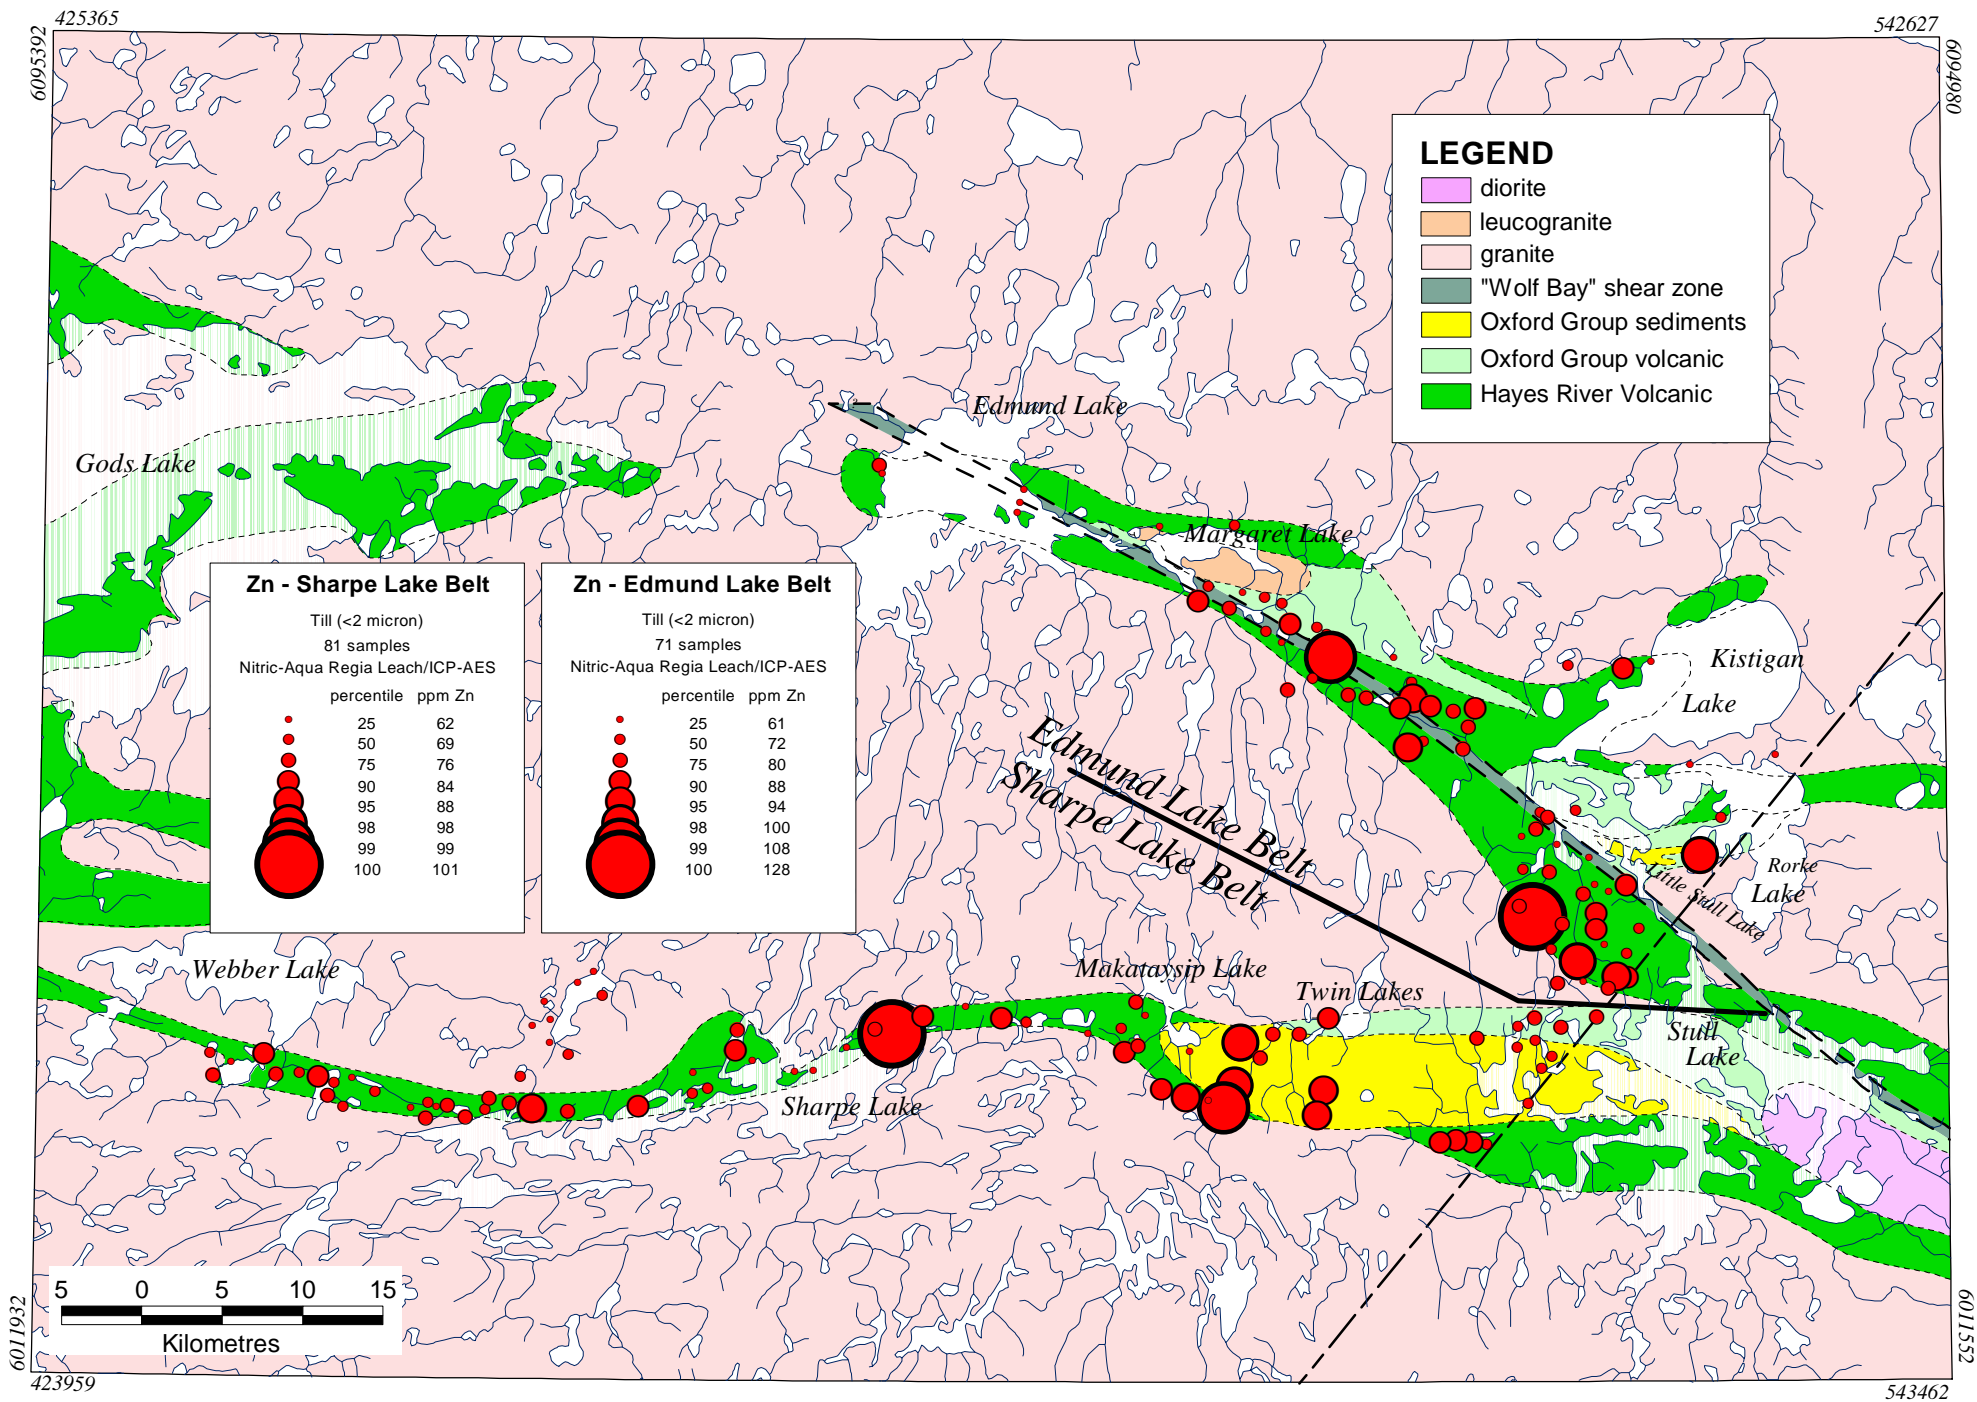 425365
542627
6095392
6094980
LEGEND
diorite
leucogranite
granite
"Wolf Bay" shear zone
Oxford Group sediments
Oxford Group volcanic
Hayes River Volcanic
Edmund Lake
Gods Lake
Margaret Lake
Zn - Sharpe Lake Belt
Till (<2 micron)
81 samples
Nitric-Aqua Regia Leach/ICP-AES
percentile ppm Zn
25 62
50 69
75 76
90 84
95 88
98 98
99 99
100 101
Zn - Edmund Lake Belt
Till (<2 micron)
71 samples
Nitric-Aqua Regia Leach/ICP-AES
percentile ppm Zn
25 61
50 72
75 80
90 88
95 94
98 100
99 108
100 128
Kistigan
Lake
Edmund Lake Belt
Sharpe Lake Belt
Rorke
Lake
Little Stull Lake
Webber Lake
Makataysip Lake
Twin Lakes
Stull
Lake
Sharpe Lake
5 0 5 10 15
Kilometres
6011932
6011552
423959
543462